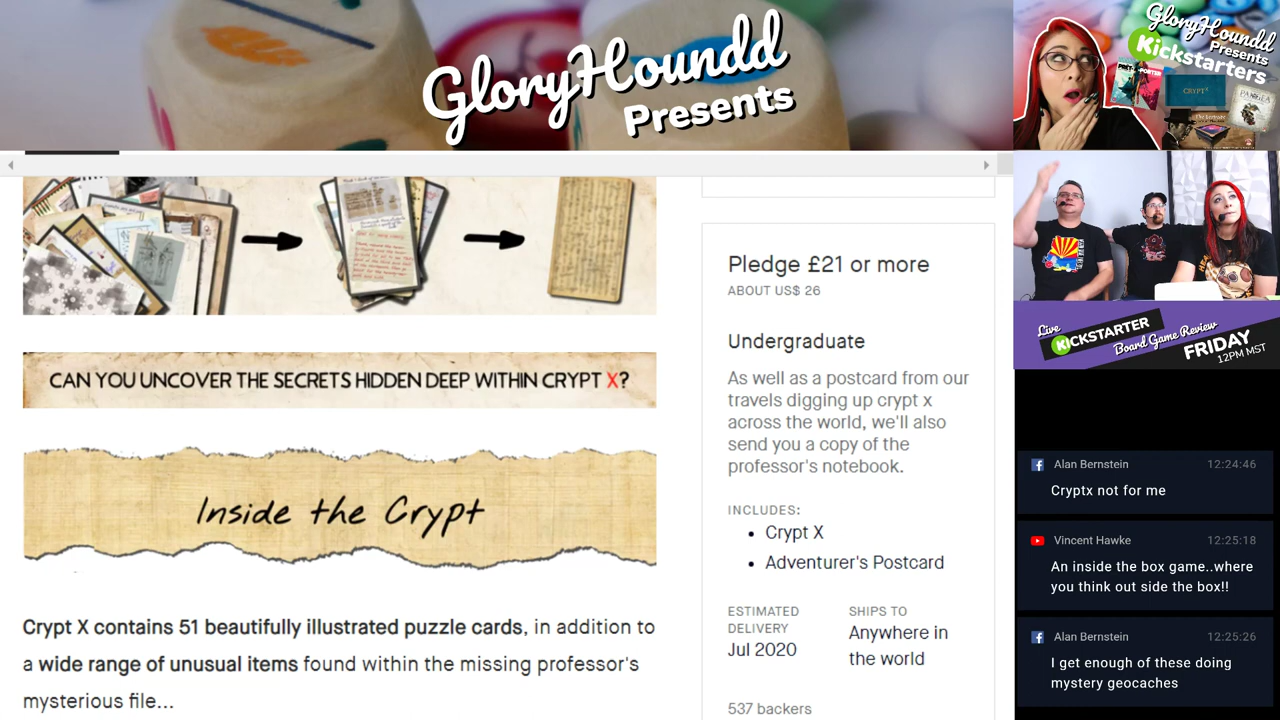 GloryHoundd
Presents
CAN YOU UNCOVER THE SECRETS HIDDEN DEEP WITHIN CRYPT X?
Inside the Crypt
Crypt X contains 51 beautifully illustrated puzzle cards, in addition to
a wide range of unusual items found within the missing professor's
mysterious file...
Pledge £21 or more
ABOUT US$ 26
Undergraduate
As well as a postcard from our
travels digging up crypt x
across the world, we'll also
send you a copy of the
professor's notebook.
INCLUDES:
• Crypt X
• Adventurer's Postcard
ESTIMATED
DELIVERY
Jul 2020
SHIPS TO
Anywhere in
the world
537 backers
GloryHoundd
Presents
Kickstarters
CRYPT X
PANGEA
Live
KICKSTARTER
Board Game Review
FRIDAY
12PM MST
Alan Bernstein 12:24:46
Cryptx not for me
Vincent Hawke 12:25:18
An inside the box game..where
you think out side the box!!
Alan Bernstein 12:25:26
I get enough of these doing
mystery geocaches